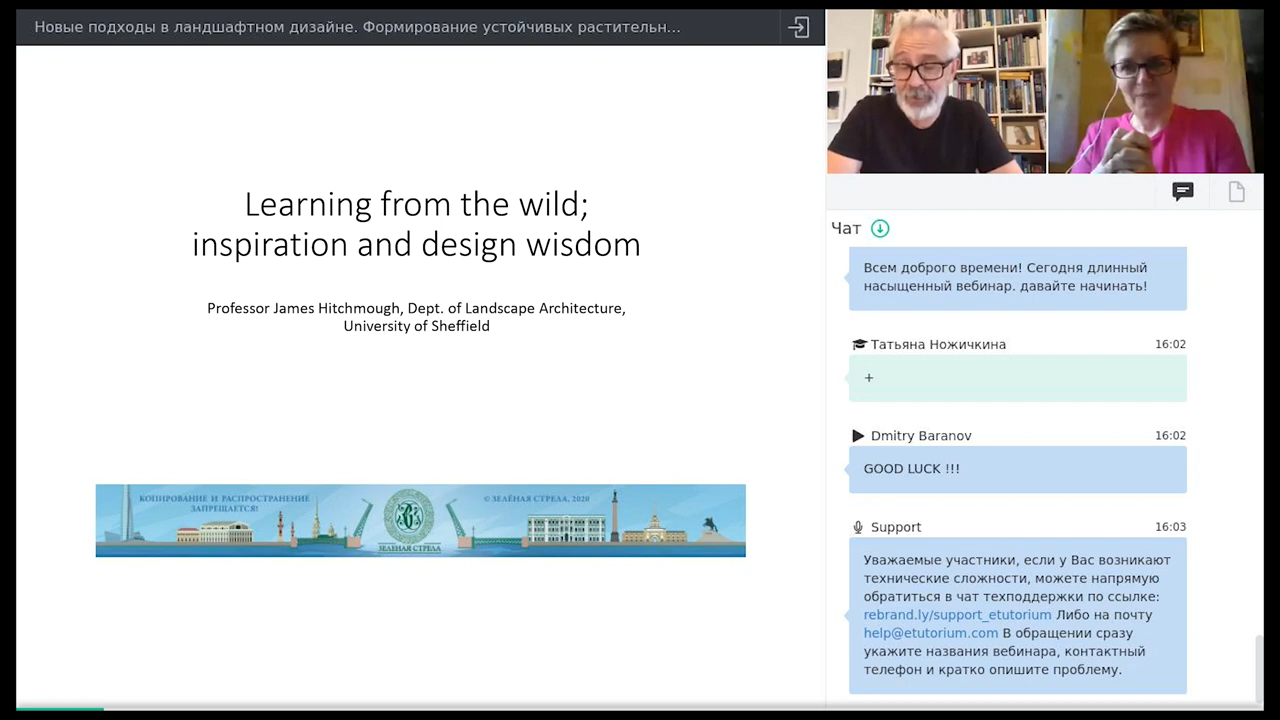 Новые подходы в ландшафтном дизайне. Формирование устойчивых растительн...
Learning from the wild;
inspiration and design wisdom
Professor James Hitchmough, Dept. of Landscape Architecture,
University of Sheffield
КОПИРОВАНИЕ И РАСПРОСТРАНЕНИЕ
ЗАПРЕЩАЕТСЯ!
© ЗЕЛЁНАЯ СТРЕЛА, 2020
ЗЕЛЁНАЯ СТРЕЛА
Чат
Всем доброго времени! Сегодня длинный
насыщенный вебинар. давайте начинать!
Татьяна Ножичкина 16:02
+
Dmitry Baranov 16:02
GOOD LUCK !!!
Support 16:03
Уважаемые участники, если у Вас возникают
технические сложности, можете напрямую
обратиться в чат техподдержки по ссылке:
rebrand.ly/support_etutorium Либо на почту
help@etutorium.com В обращении сразу
укажите названия вебинара, контактный
телефон и кратко опишите проблему.